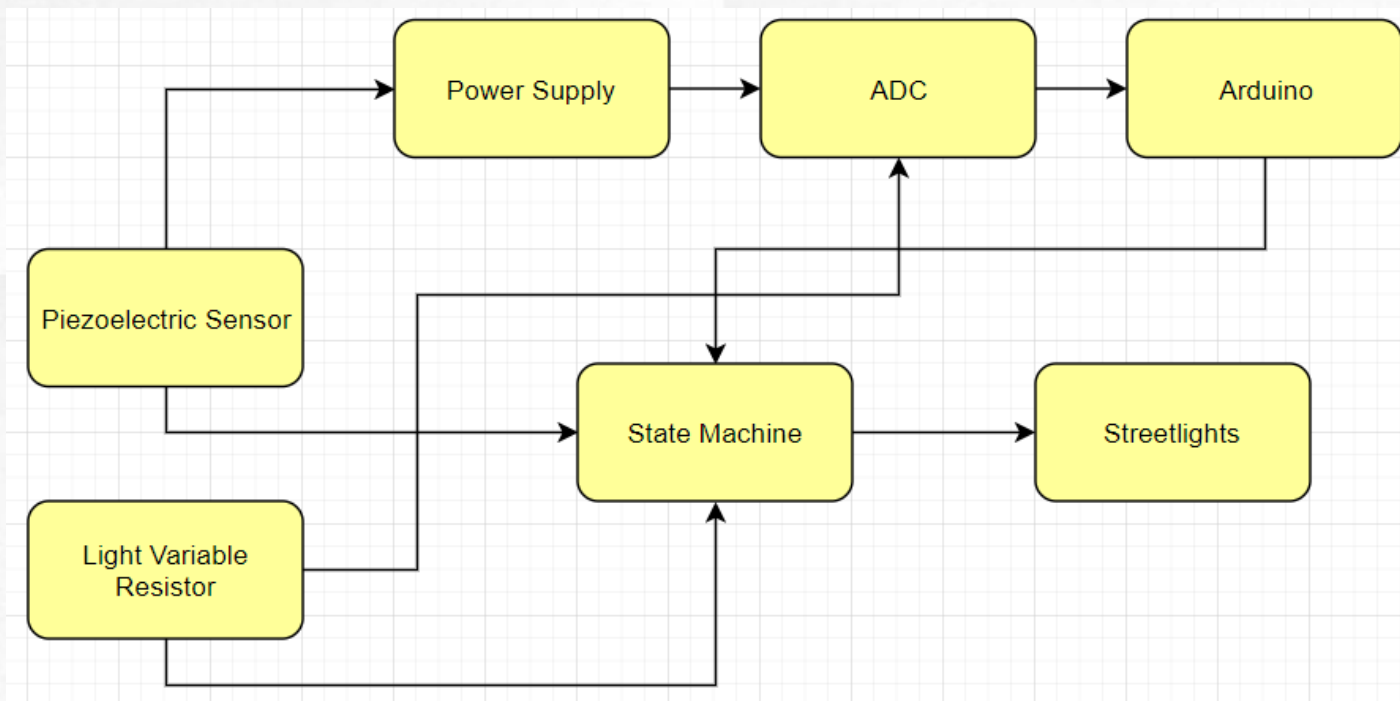 Power Supply
ADC
Arduino
Piezoelectric Sensor
State Machine
Streetlights
Light Variable
Resistor